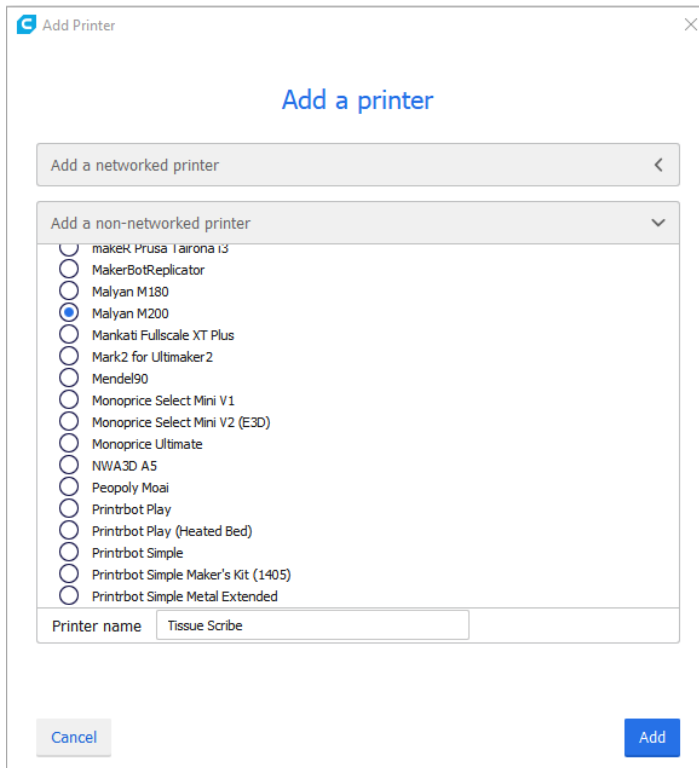 Add Printer
Add a printer
Add a networked printer
Add a non-networked printer
makeR Prusa Tairona i3
MakerBotReplicator
Malyan M180
Malyan M200
Mankati Fullscale XT Plus
Mark2 for Ultimaker2
Mendel90
Monoprice Select Mini V1
Monoprice Select Mini V2 (E3D)
Monoprice Ultimate
NWA3D A5
Peopoly Moai
Printrbot Play
Printrbot Play (Heated Bed)
Printrbot Simple
Printrbot Simple Maker's Kit (1405)
Printrbot Simple Metal Extended
Printer name Tissue Scribe
Cancel Add